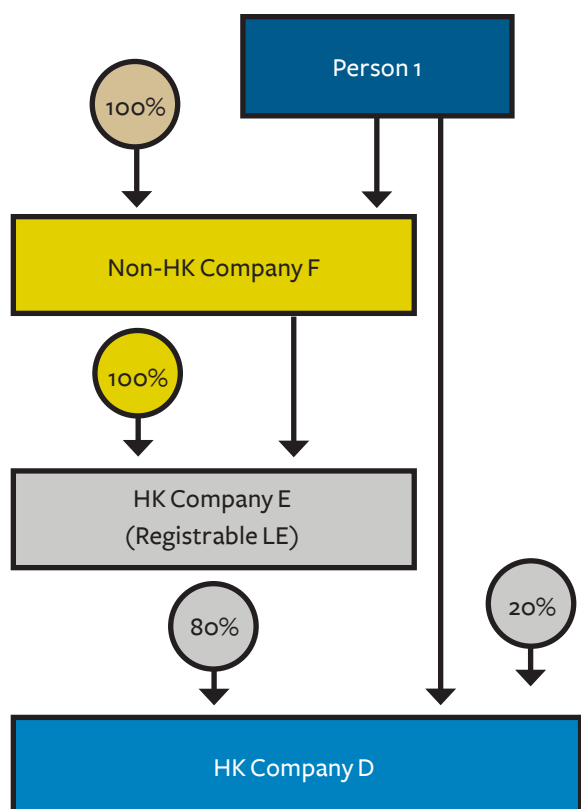 Person 1
100%
Non-HK Company F
100%
HK Company E
(Registrable LE)
80%
20%
HK Company D